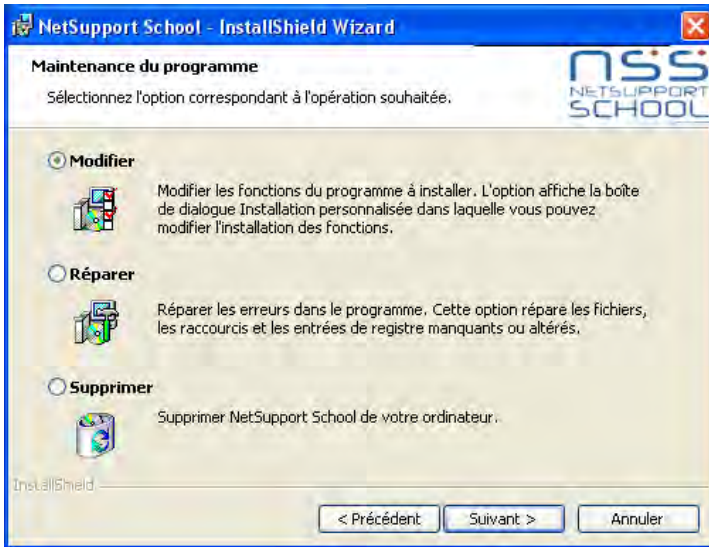 NetSupport School - InstallShield Wizard
Maintenance du programme
Sélectionnez l'option correspondant à l'opération souhaitée.
nss
NETSUPPORT
SCHOOL
Modifier
Modifier les fonctions du programme à installer. L'option affiche la boîte
de dialogue Installation personnalisée dans laquelle vous pouvez
modifier l'installation des fonctions.
Réparer
Réparer les erreurs dans le programme. Cette option répare les fichiers,
les raccourcis et les entrées de registre manquants ou altérés.
Supprimer
Supprimer NetSupport School de votre ordinateur.
InstallShield
< Précédent
Suivant >
Annuler